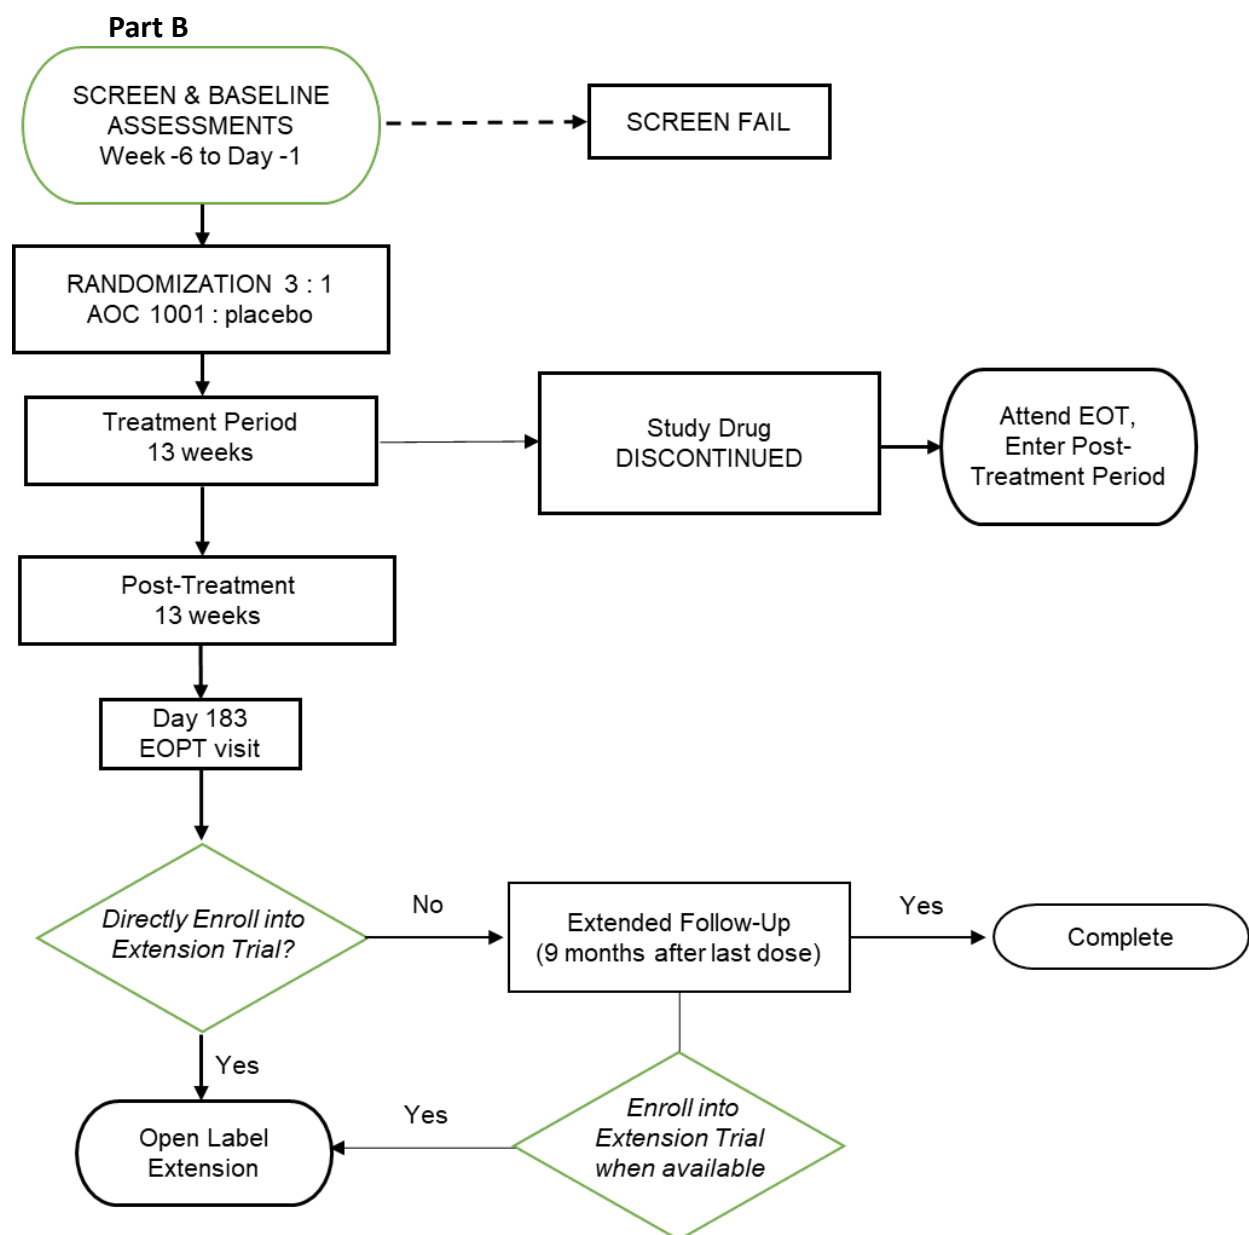 Part B
SCREEN & BASELINE
ASSESSMENTS
Week -6 to Day -1
SCREEN FAIL
RANDOMIZATION 3 : 1
AOC 1001 : placebo
Treatment Period
13 weeks
Study Drug
DISCONTINUED
Attend EOT,
Enter Post-
Treatment Period
Post-Treatment
13 weeks
Day 183
EOPT visit
Directly Enroll into
Extension Trial?
No
Extended Follow-Up
(9 months after last dose)
Yes
Complete
Yes
Open Label
Extension
Yes
Enroll into
Extension Trial
when available